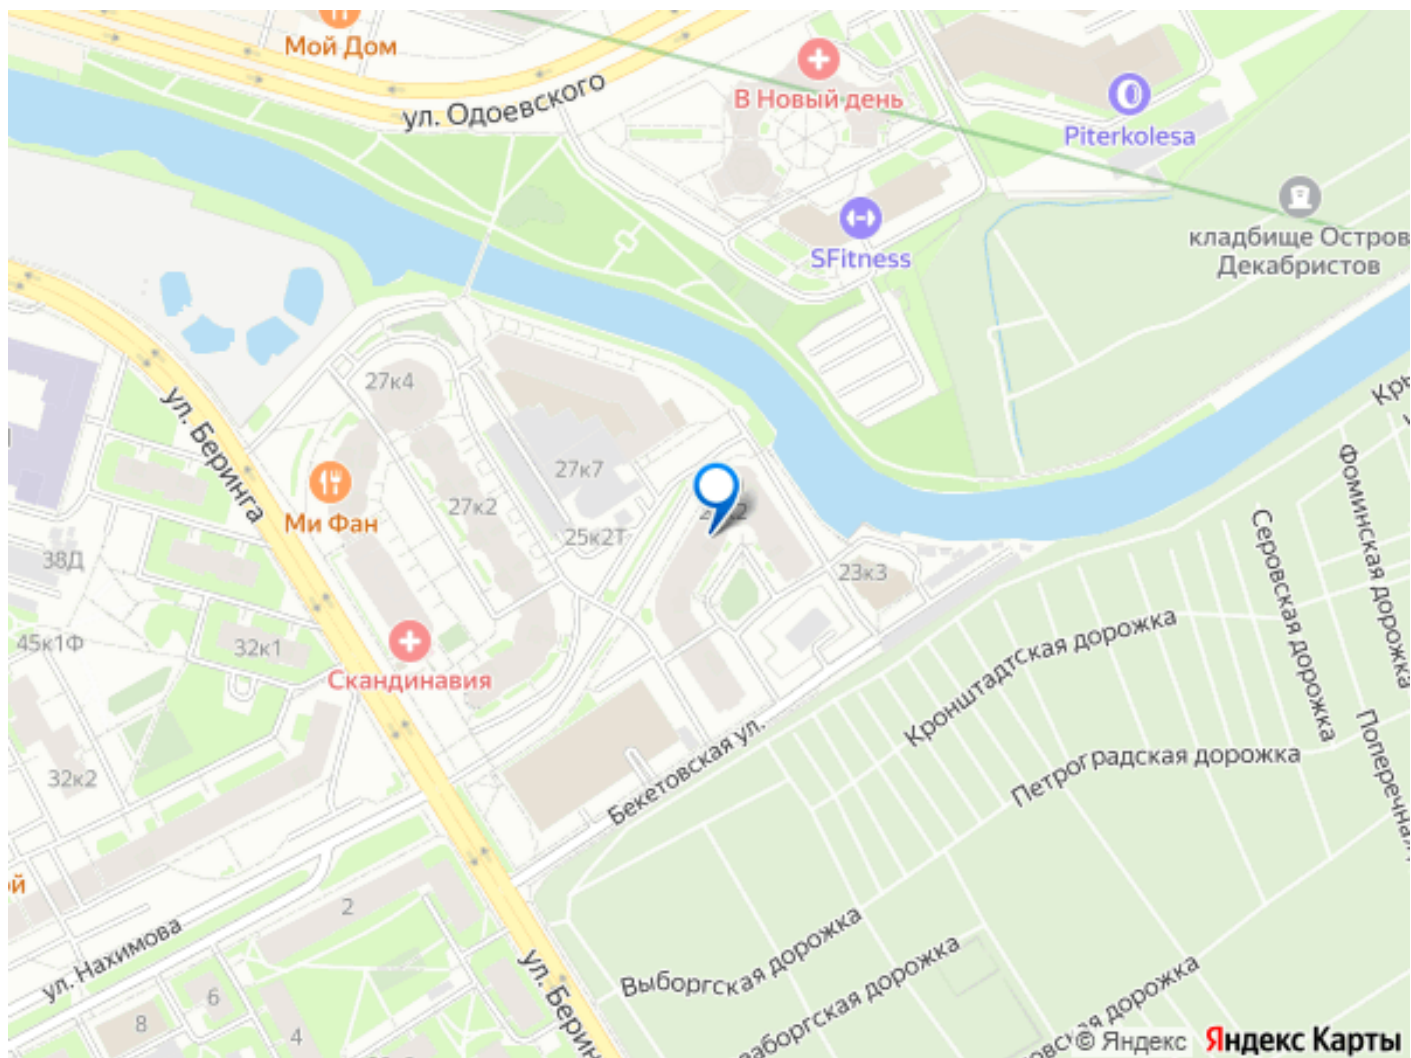 Мой Дом
ул. Одоевского
В Новый день
Piterkolesa
SFitness
кладбище Остров
Декабристов
27к4
ул. Беринга
Ми Фан
27к2
27к7
25к2Т
23к3
38Д
45к1Ф
32к1
Скандинавия
32к2
Фоминская дорожка
Серовская дорожка
Кронштадтская дорожка
Петроградская дорожка
Бекетовская ул.
2
ул. Нахимова
6
8
4
ул. Беринг
Выборгская дорожка
© Яндекс
Яндекс Карты